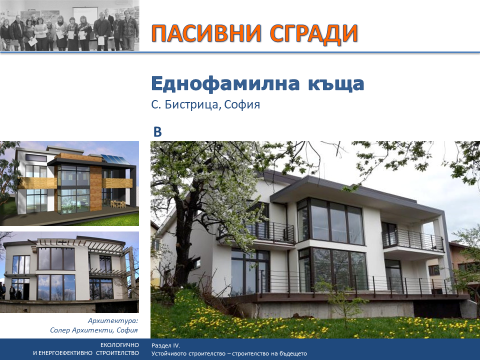 ПАСИВНИ СГРАДИ
Еднофамилна къща
С. Бистрица, София
В
Архитектура:
Солер Архитекти, София
ЕКОЛОГИЧНО
И ЕНЕРГОЕФЕКТИВНО СТРОИТЕЛСТВО
Раздел IV.
Устойчивото строителство – строителство на бъдещето